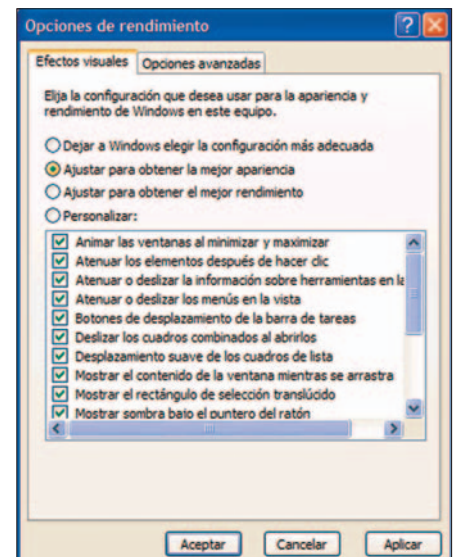 Opciones de rendimiento
Efectos visuales
Opciones avanzadas
Elija la configuración que desea usar para la apariencia y
rendimiento de Windows en este equipo.
Dejar a Windows elegir la configuración más adecuada
Ajustar para obtener la mejor apariencia
Ajustar para obtener el mejor rendimiento
Personalizar:
Animar las ventanas al minimizar y maximizar
Atenuar los elementos después de hacer clic
Atenuar o deslizar la información sobre herramientas en la
Atenuar o deslizar los menús en la vista
Botones de desplazamiento de la barra de tareas
Deslizar los cuadros combinados al abrirlos
Desplazamiento suave de los cuadros de lista
Mostrar el contenido de la ventana mientras se arrastra
Mostrar el rectángulo de selección translúcido
Mostrar sombra bajo el puntero del ratón
Aceptar
Cancelar
Aplicar